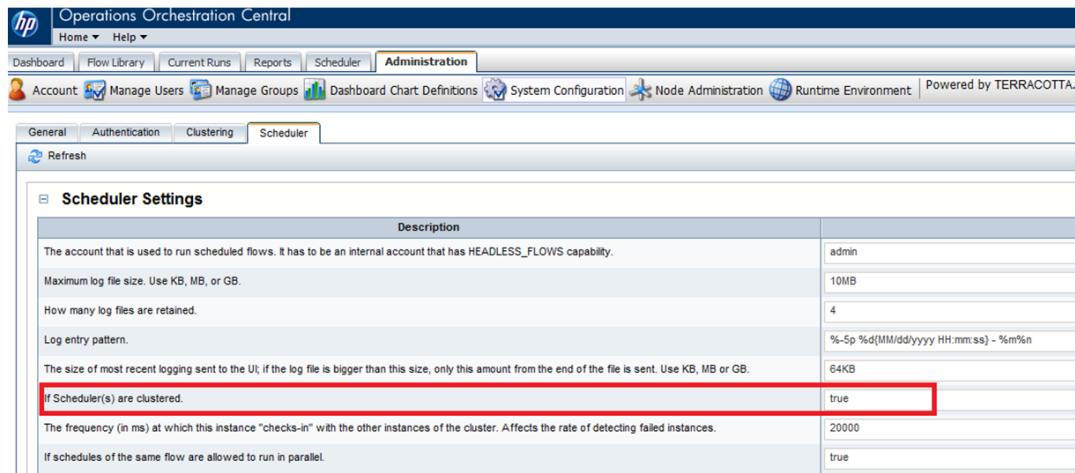 hp Operations Orchestration Central
Home Help
Dashboard Flow Library Current Runs Reports Scheduler Administration
Account Manage Users Manage Groups Dashboard Chart Definitions System Configuration Node Administration Runtime Environment Powered by TERRACOTTA.
General Authentication Clustering Scheduler
Refresh
Scheduler Settings
Description
The account that is used to run scheduled flows. It has to be an internal account that has HEADLESS_FLOWS capability. admin
Maximum log file size. Use KB, MB, or GB. 10MB
How many log files are retained. 4
Log entry pattern. %-5p %d{MM/dd/yyyy HH:mm:ss} - %m%n
The size of most recent logging sent to the UI; if the log file is bigger than this size, only this amount from the end of the file is sent. Use KB, MB or GB. 64KB
If Scheduler(s) are clustered. true
The frequency (in ms) at which this instance "checks-in" with the other instances of the cluster. Affects the rate of detecting failed instances. 20000
If schedules of the same flow are allowed to run in parallel. true